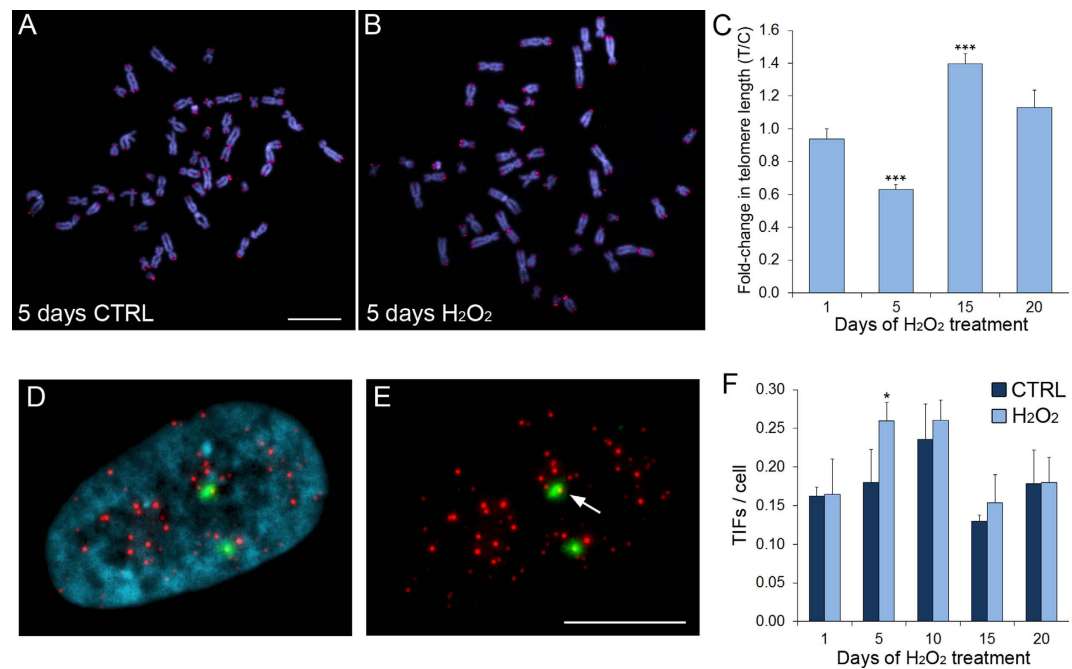 A
5 days CTRL
B
5 days H₂O₂
C
Fold-change in telomere length (T/C)
1.6
1.4
1.2
1.0
0.8
0.6
0.4
0.2
0.0
***
***
1 5 15 20
Days of H₂O₂ treatment
D
E
F
TIFs / cell
0.30
0.25
0.20
0.15
0.10
0.05
0.00
*
CTRL
H₂O₂
1 5 10 15 20
Days of H₂O₂ treatment